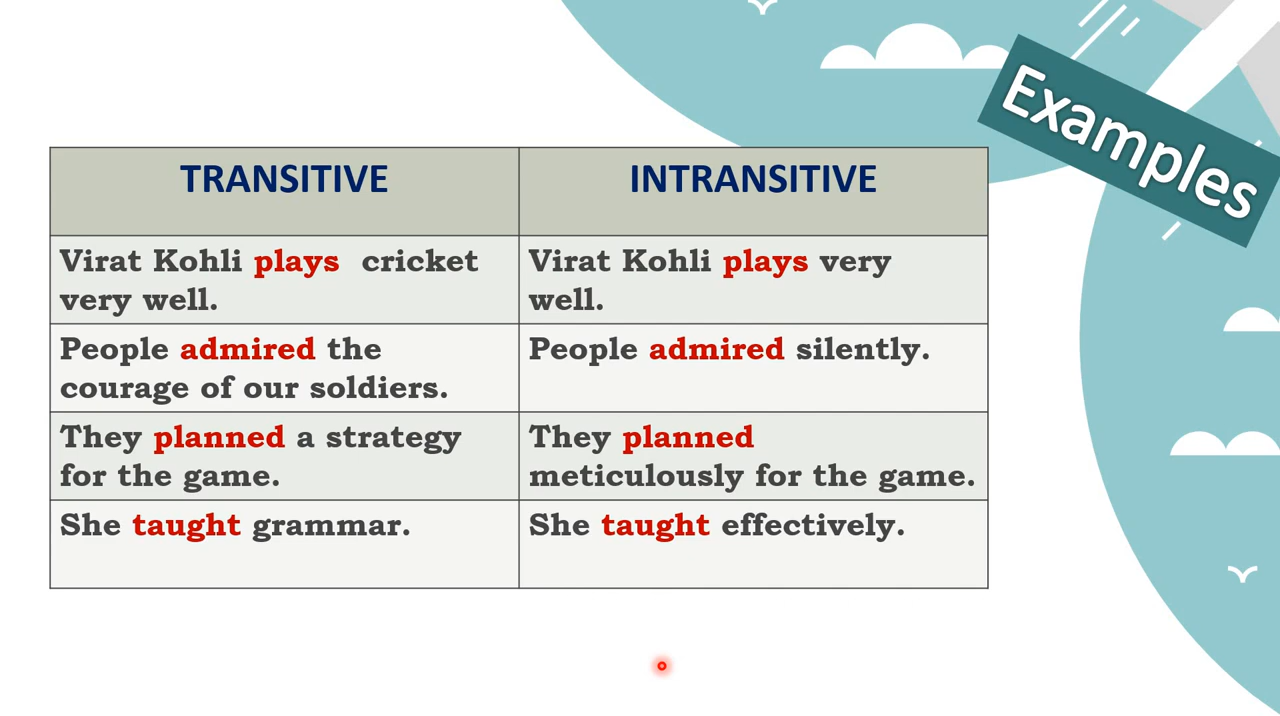 Examples
TRANSITIVE
INTRANSITIVE
Virat Kohli plays cricket
very well.
Virat Kohli plays very
well.
People admired the
courage of our soldiers.
People admired silently.
They planned a strategy
for the game.
They planned
meticulously for the game.
She taught grammar.
She taught effectively.